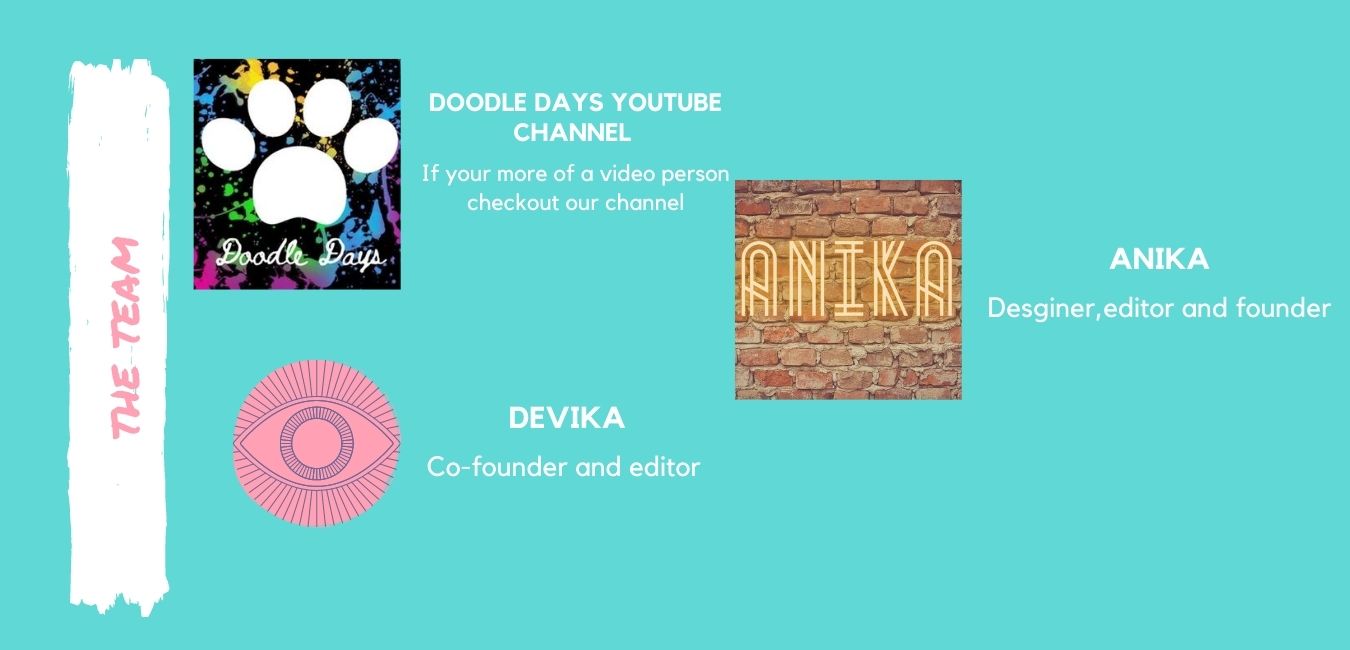 THE TEAM
Doodle Days
DOODLE DAYS YOUTUBE
CHANNEL
If your more of a video person
checkout our channel
ANIKA
ANIKA
Desginer,editor and founder
DEVIKA
Co-founder and editor